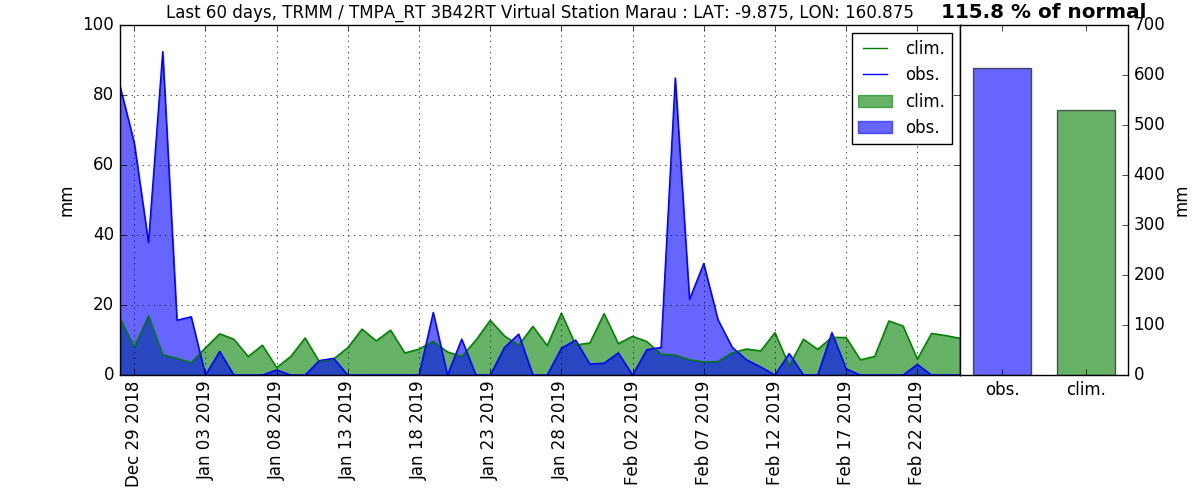 Last 60 days, TRMM / TMPA_RT 3B42RT Virtual Station Marau : LAT: -9.875, LON: 160.875
115.8 % of normal
100
80
60
40
20
0
mm
clim.
obs.
clim.
obs.
700
600
500
400
300
200
100
0
mm
Dec 29 2018
Jan 03 2019
Jan 08 2019
Jan 13 2019
Jan 18 2019
Jan 23 2019
Jan 28 2019
Feb 02 2019
Feb 07 2019
Feb 12 2019
Feb 17 2019
Feb 22 2019
obs.
clim.